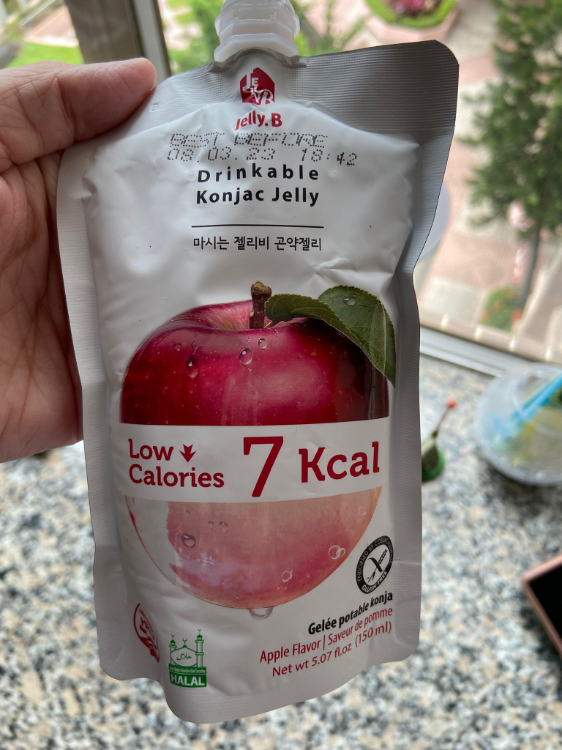 JELLY B
Jelly.B
BEST BEFORE
08.03.23 18:42
Drinkable
Konjac Jelly
마시는 젤리비 곤약젤리
Low
Calories
7 Kcal
Gelée potable konja
Apple Flavor | Saveur de pomme
Net wt 5.07 fl.oz (150 ml)
حلال
HALAL